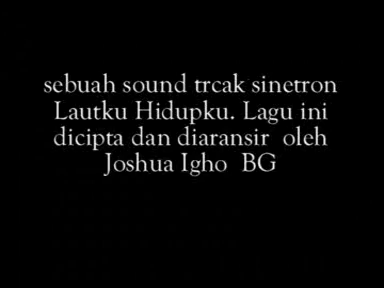 sebuah sound trcak sinetron
Lautku Hidupku. Lagu ini
dicipta dan diaransir oleh
Joshua Igho BG